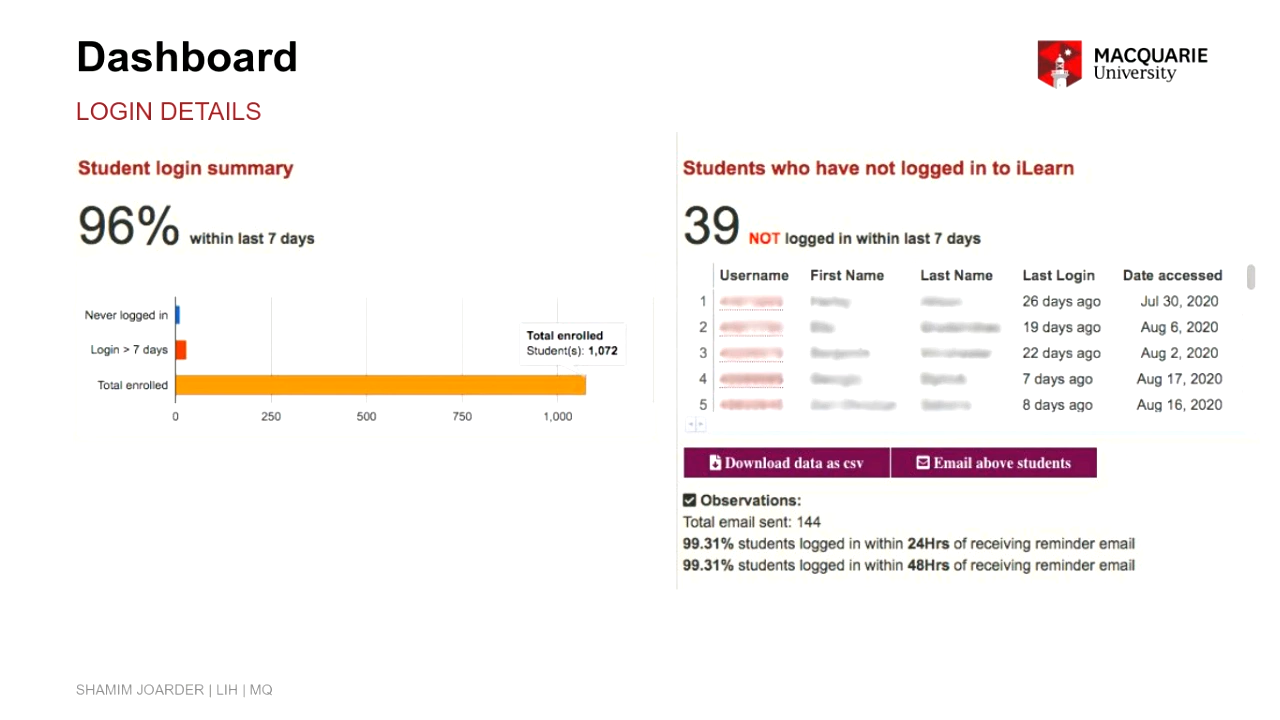 Dashboard
LOGIN DETAILS
MACQUARIE
University
Student login summary
96% within last 7 days
Never logged in
Login > 7 days
Total enrolled
0 250 500 750 1,000
Total enrolled
Student(s): 1,072
Students who have not logged in to iLearn
39 NOT logged in within last 7 days
Username First Name Last Name Last Login Date accessed
1 26 days ago Jul 30, 2020
2 19 days ago Aug 6, 2020
3 22 days ago Aug 2, 2020
4 7 days ago Aug 17, 2020
5 8 days ago Aug 16, 2020
Download data as csv Email above students
Observations:
Total email sent: 144
99.31% students logged in within 24Hrs of receiving reminder email
99.31% students logged in within 48Hrs of receiving reminder email
SHAMIM JOARDER | LIH | MQ